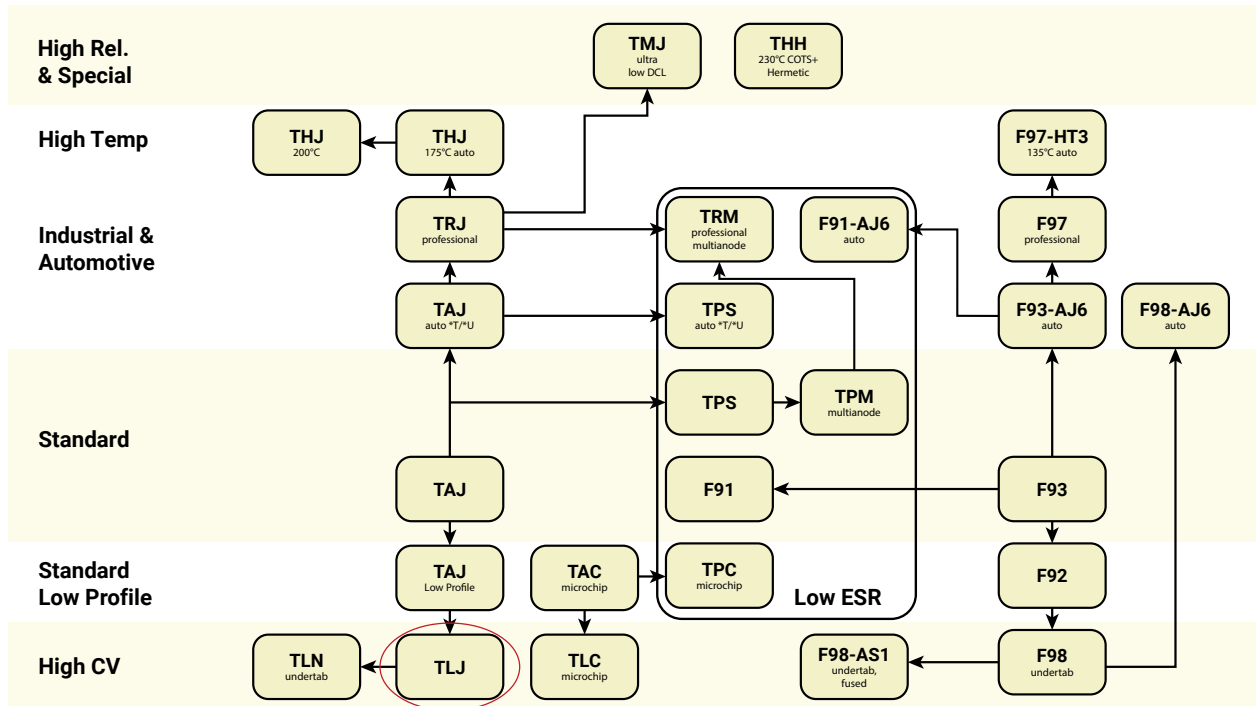 High Rel.
& Special
TMJ
ultra
low DCL
THH
230°C COTS+
Hermetic
High Temp
THJ
200°C
THJ
175°C auto
F97-HT3
135°C auto
Industrial &
Automotive
TRJ
professional
TRM
professional
multianode
F91-AJ6
auto
F97
professional
TAJ
auto *T/*U
TPS
auto *T/*U
F93-AJ6
auto
F98-AJ6
auto
Standard
TPS
TPM
multianode
TAJ
F91
F93
Standard
Low Profile
TAJ
Low Profile
TAC
microchip
TPC
microchip
Low ESR
F92
High CV
TLN
undertab
TLJ
TLC
microchip
F98-AS1
undertab,
fused
F98
undertab